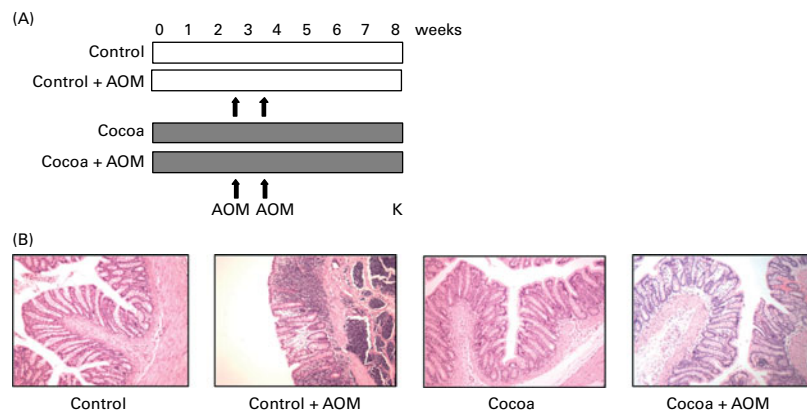 (A)
0 1 2 3 4 5 6 7 8 weeks
Control
Control + AOM
Cocoa
Cocoa + AOM
AOM AOM K
(B)
Control Control + AOM Cocoa Cocoa + AOM